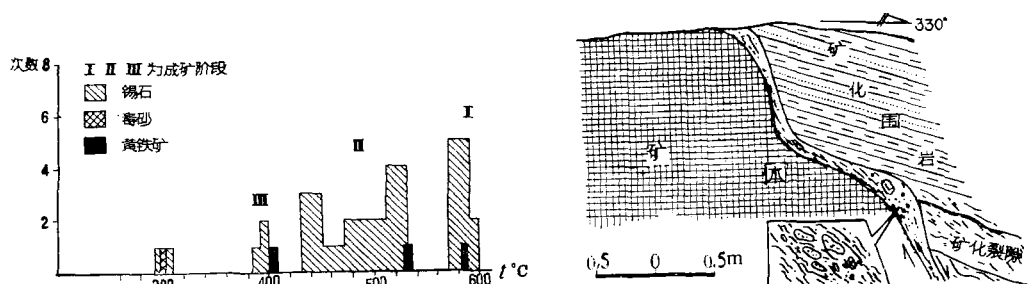 次数8
6
4
2
Ⅰ Ⅱ Ⅲ 为成矿阶段
锡石
毒砂
黄铁矿
Ⅲ
Ⅱ
Ⅰ
300
400
500
600
t°C
330°
矿化围岩
矿体
矿化裂隙
0.5 0 0.5m